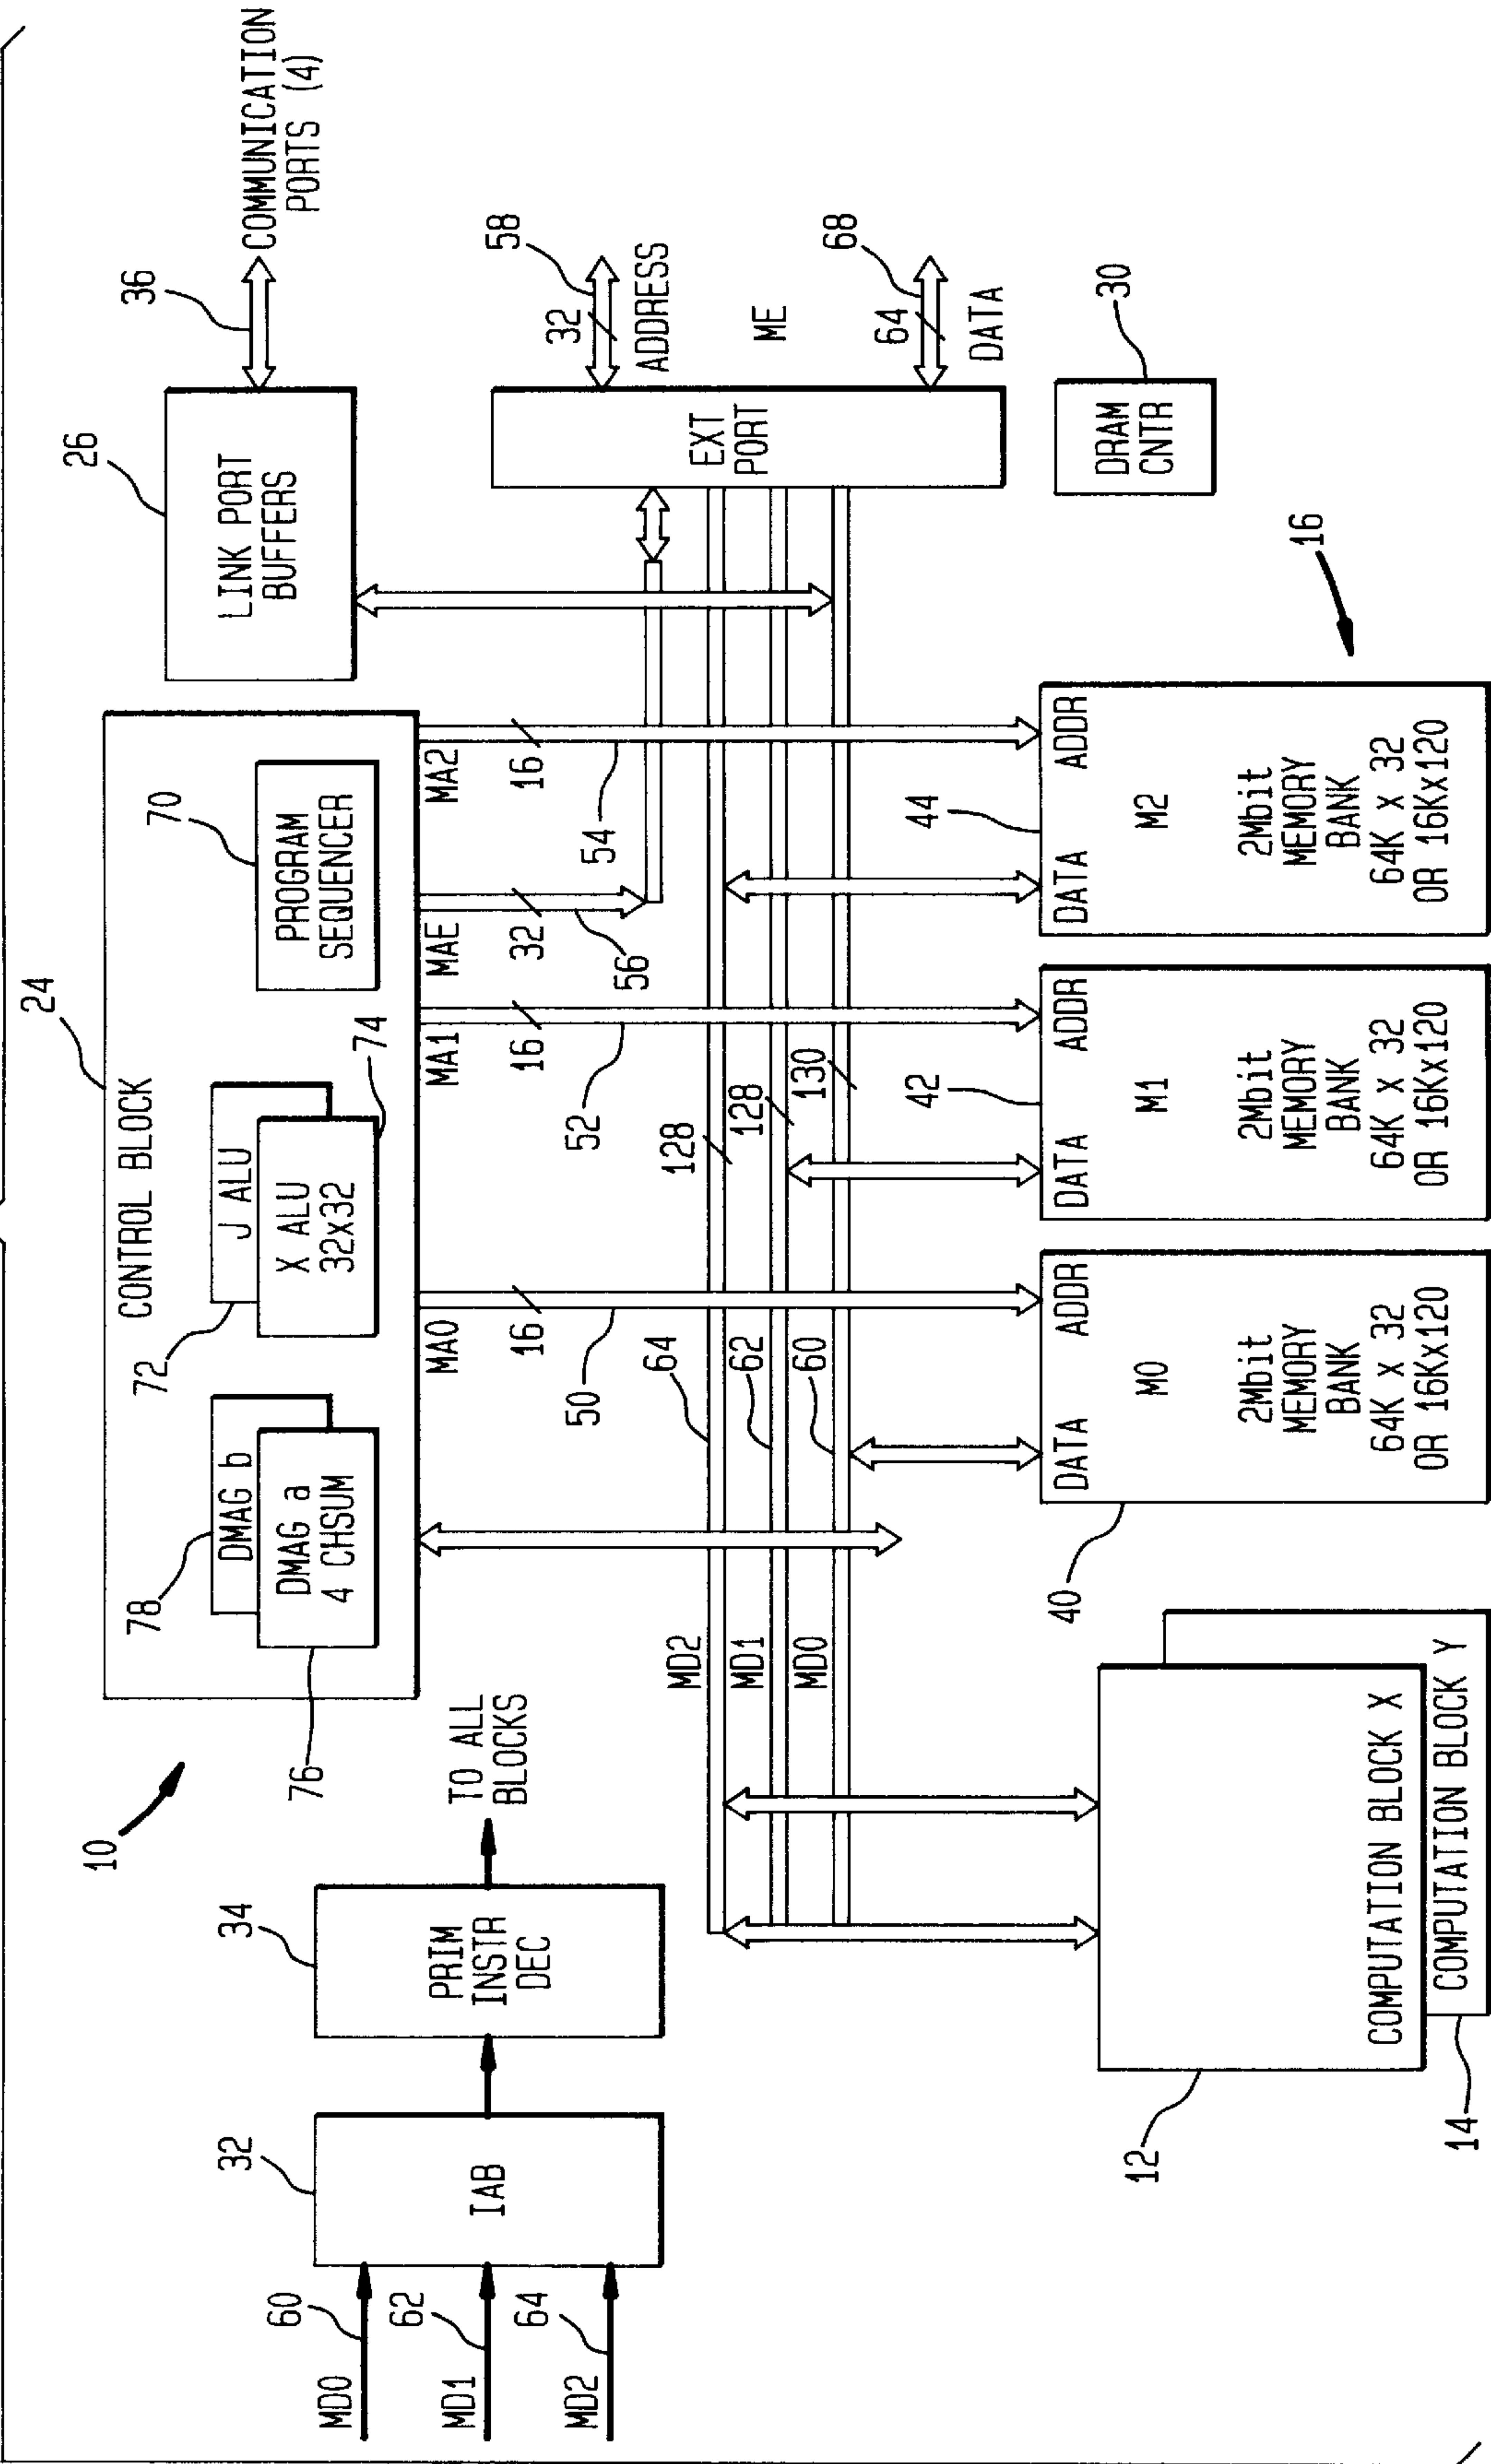 10
24
CONTROL BLOCK
78
DMAG b
DMAG a
4 CHSUM
76
72
J ALU
X ALU
32x32
74
70
PROGRAM
SEQUENCER
26
LINK PORT
BUFFERS
36
COMMUNICATION
PORTS (4)
MD0
60
MD1
62
MD2
64
32
IAB
34
PRIM
INSTR
DEC
TO ALL
BLOCKS
MA0
16
50
MA1
16
52
MAE
32
56
MA2
16
54
MD2
MD1
MD0
64
62
60
128
128
130
EXT
PORT
58
32
ADDRESS
ME
68
64
DATA
30
DRAM
CNTR
16
12
COMPUTATION BLOCK X
COMPUTATION BLOCK Y
14
40
DATA
ADDR
M0
2Mbit
MEMORY
BANK
64K x 32
OR 16Kx120
42
DATA
ADDR
M1
2Mbit
MEMORY
BANK
64K x 32
OR 16Kx120
44
DATA
ADDR
M2
2Mbit
MEMORY
BANK
64K x 32
OR 16Kx120